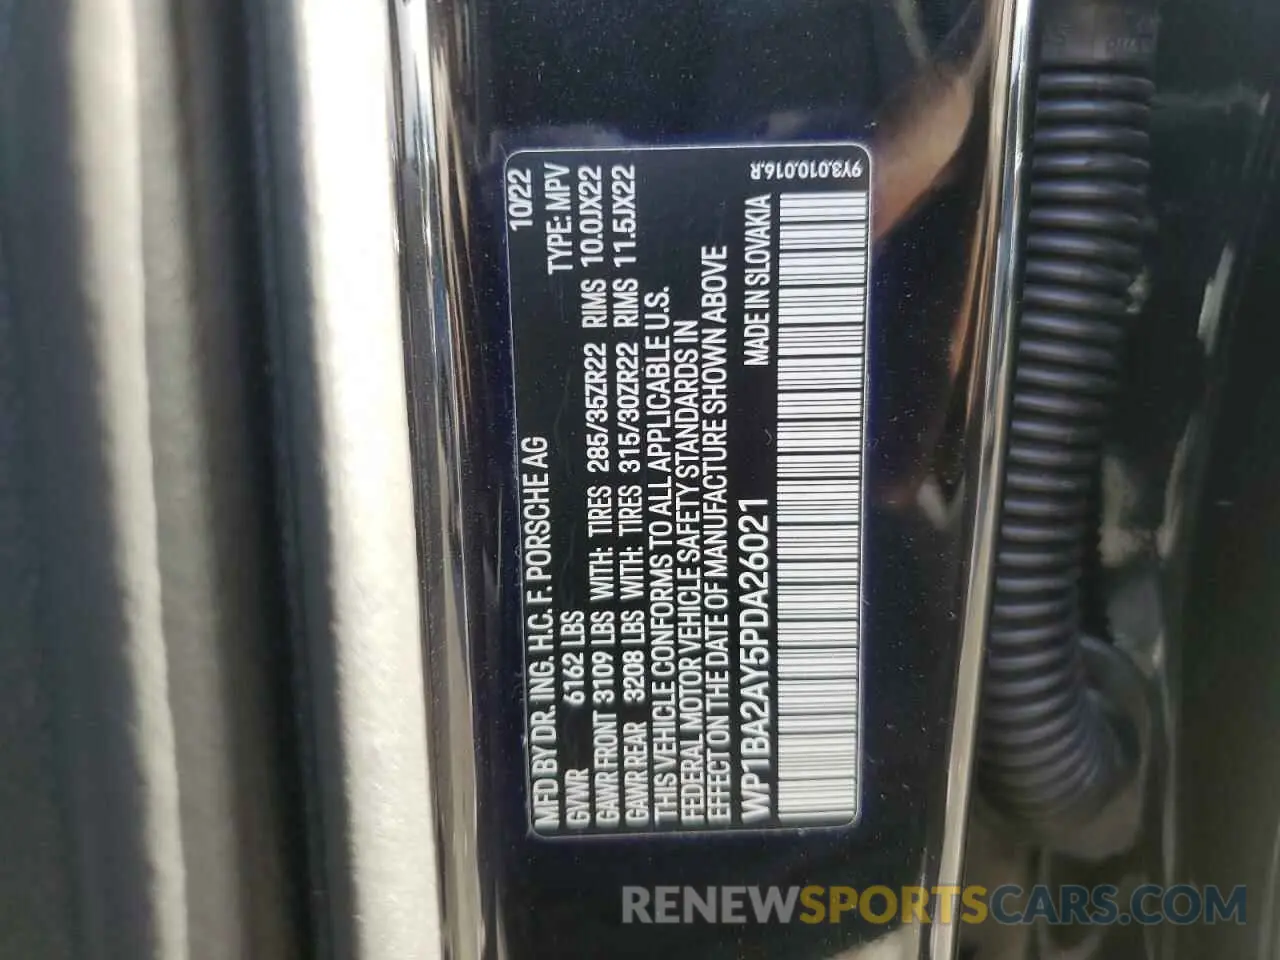 MFD BY DR. ING. H.C. F. PORSCHE AG 10/22
GVWR 6162 LBS TYPE: MPV
GAWR FRONT 3109 LBS WITH: TIRES 285/35ZR22 RIMS 10.0JX22
GAWR REAR 3208 LBS WITH: TIRES 315/30ZR22 RIMS 11.5JX22
THIS VEHICLE CONFORMS TO ALL APPLICABLE U.S.
FEDERAL MOTOR VEHICLE SAFETY STANDARDS IN
EFFECT ON THE DATE OF MANUFACTURE SHOWN ABOVE
WP1BA2AY5PDA26021 MADE IN SLOVAKIA
9Y3.010.016.R
RENEWSPORTSCARS.COM